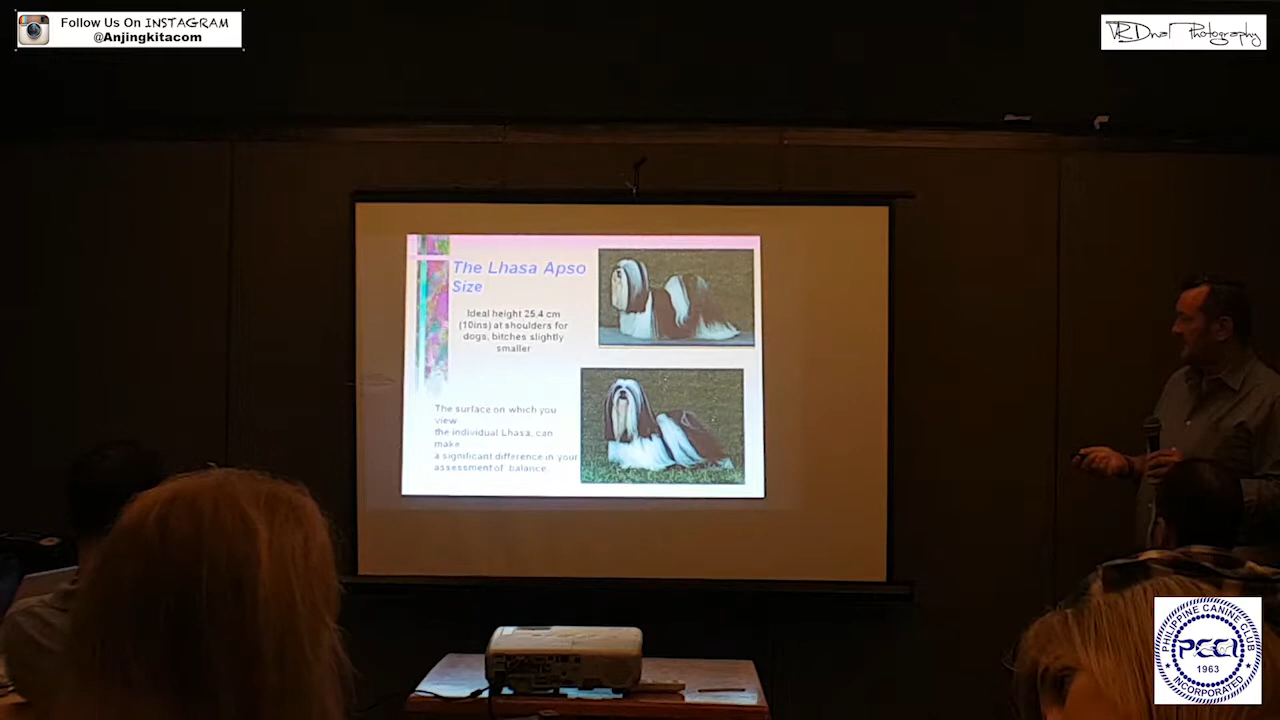 Follow Us On INSTAGRAM
@Anjingkitacom
VRDnal Photography
The Lhasa Apso
Size
Ideal height 25.4 cm
(10ins) at shoulders for
dogs, bitches slightly
smaller
The surface on which you
view
the individual Lhasa, can
make
a significant difference in your
assessment of balance
PHILIPPINE CANINE CLUB
PCCI
1963
INCORPORATED